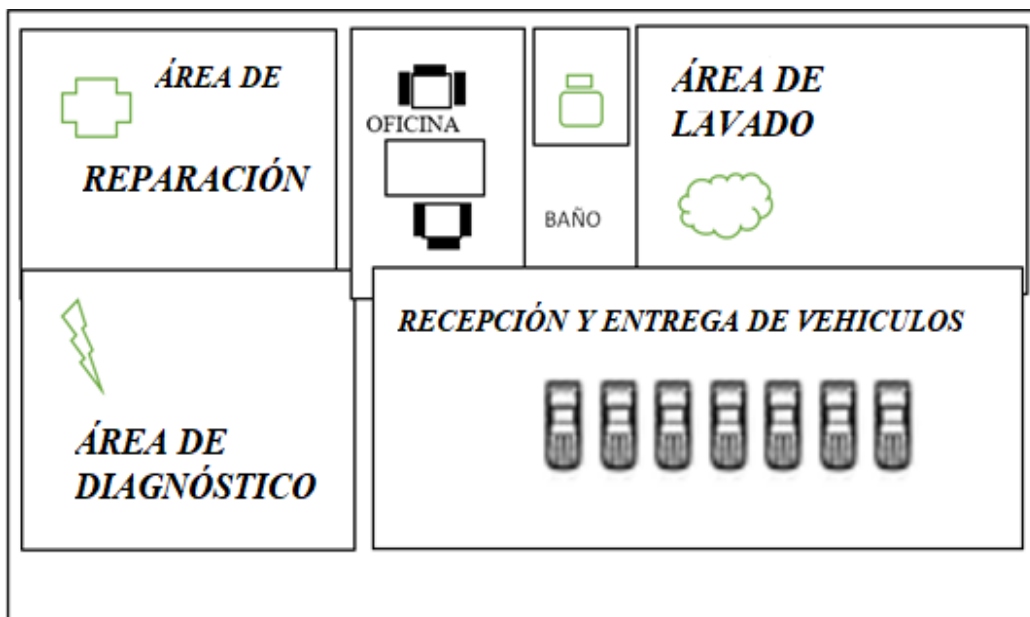 ÁREA DE
REPARACIÓN
OFICINA
BAÑO
ÁREA DE
LAVADO
ÁREA DE
DIAGNÓSTICO
RECEPCIÓN Y ENTREGA DE VEHICULOS